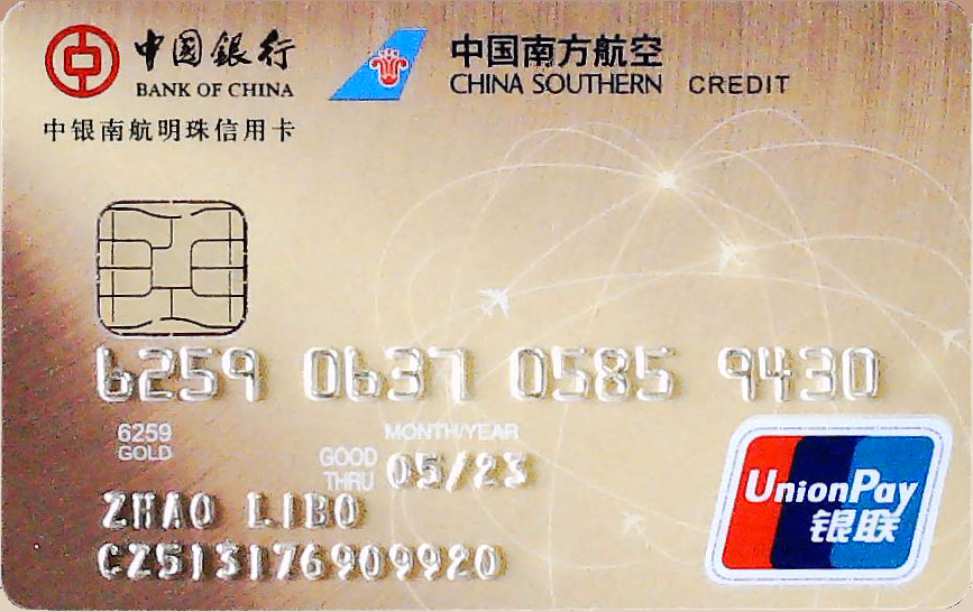 中国銀行 中国南方航空
BANK OF CHINA CHINA SOUTHERN CREDIT
中银南航明珠信用卡
6259 0637 0585 9430
6259 MONTH/YEAR
GOLD GOOD THRU 05/23
ZHAO LIBO
CZ513176909920
UnionPay
银联